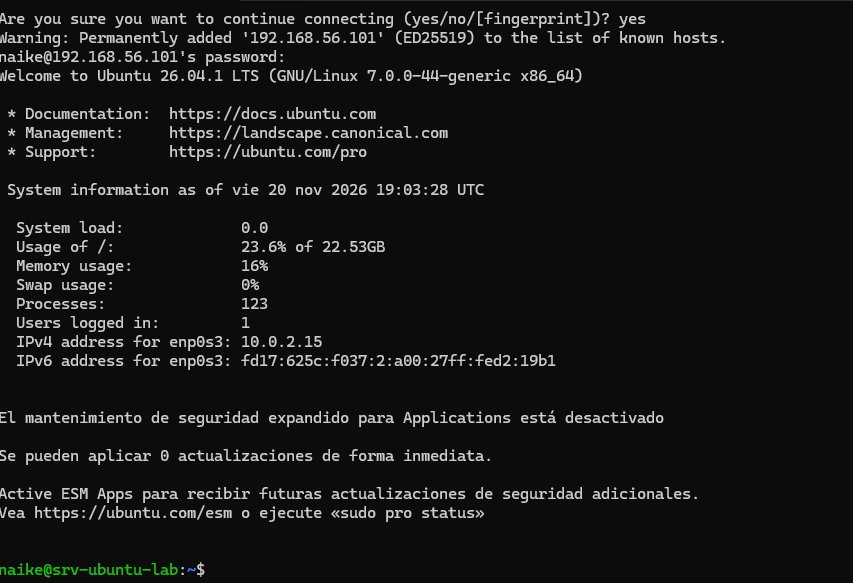 Are you sure you want to continue connecting (yes/no/[fingerprint])? yes
Warning: Permanently added '192.168.56.101' (ED25519) to the list of known hosts.
naike@192.168.56.101's password:
Welcome to Ubuntu 26.04.1 LTS (GNU/Linux 7.0.0-44-generic x86_64)

 * Documentation:  https://docs.ubuntu.com
 * Management:     https://landscape.canonical.com
 * Support:        https://ubuntu.com/pro

 System information as of vie 20 nov 2026 19:03:28 UTC

  System load:             0.0
  Usage of /:              23.6% of 22.53GB
  Memory usage:            16%
  Swap usage:              0%
  Processes:               123
  Users logged in:         1
  IPv4 address for enp0s3: 10.0.2.15
  IPv6 address for enp0s3: fd17:625c:f037:2:a00:27ff:fed2:19b1

El mantenimiento de seguridad expandido para Applications está desactivado

Se pueden aplicar 0 actualizaciones de forma inmediata.

Active ESM Apps para recibir futuras actualizaciones de seguridad adicionales.
Vea https://ubuntu.com/esm o ejecute «sudo pro status»

naike@srv-ubuntu-lab:~$